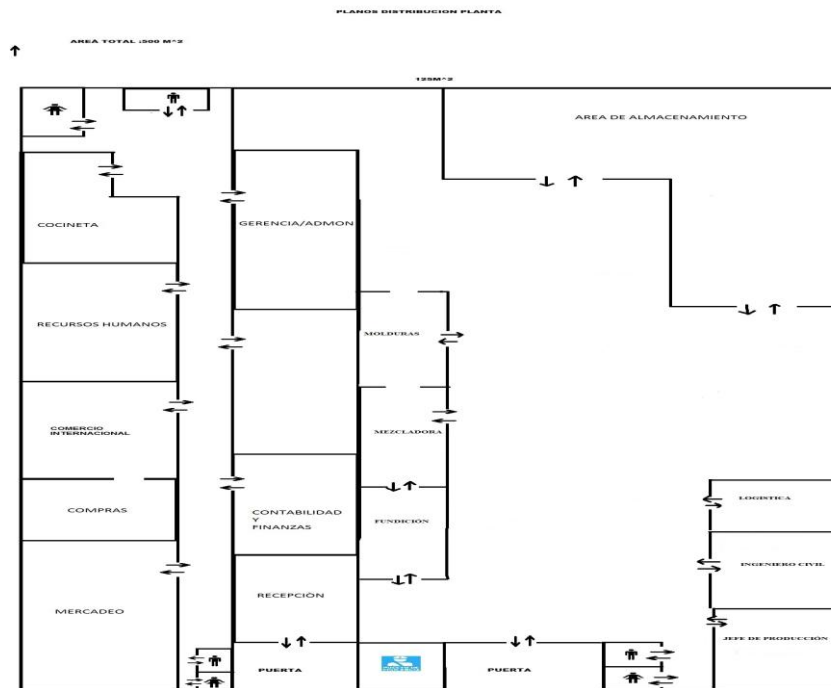 PLANOS DISTRIBUCION PLANTA
AREA TOTAL :500 M^2
125M^2
AREA DE ALMACENAMIENTO
COCINETA
GERENCIA/ADMON
RECURSOS HUMANOS
MOLDURAS
COMERCIO
INTERNACIONAL
MEZCLADORA
COMPRAS
CONTABILIDAD
Y
FINANZAS
FUNDICIÓN
LOGISTICA
INGENIERO CIVIL
RECEPCIÒN
MERCADEO
JEFE DE PRODUCCIÓN
PUERTA
PUERTA